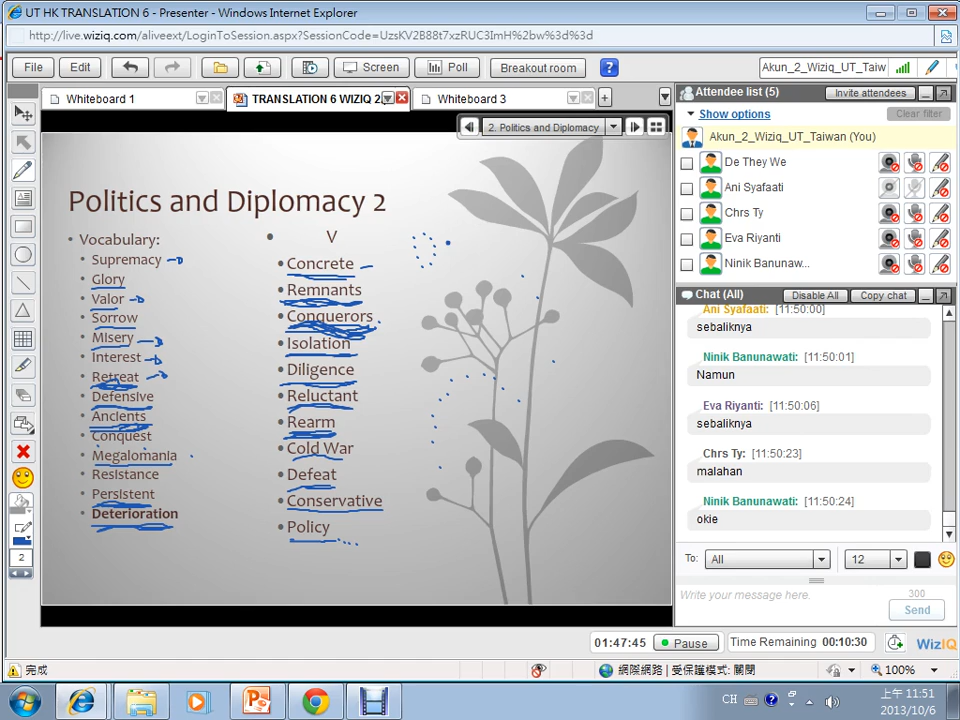 UT HK TRANSLATION 6 - Presenter - Windows Internet Explorer
http://live.wiziq.com/aliveext/LoginToSession.aspx?SessionCode=UzsKV2B88t7xzRUC3ImH%2bw%3d%3d
File Edit Screen Poll Breakout room ? Akun_2_Wiziq_UT_Taiw
Whiteboard 1 TRANSLATION 6 WIZIQ 2 Whiteboard 3
Attendee list (5) Invite attendees
2. Politics and Diplomacy
Show options Clear filter
Akun_2_Wiziq_UT_Taiwan (You)
De They We
Ani Syafaati
Chrs Ty
Eva Riyanti
Ninik Banunaw...
Politics and Diplomacy 2
Vocabulary:
Supremacy
Glory
Valor
Sorrow
Misery
Interest
Retreat
Defensive
Ancients
Conquest
Megalomania
Resistance
Persistent
Deterioration
V
Concrete
Remnants
Conquerors
Isolation
Diligence
Reluctant
Rearm
Cold War
Defeat
Conservative
Policy
Chat (All) Disable All Copy chat
Ani Syafaati: [11:50:00]
sebaliknya
Ninik Banunawati: [11:50:01]
Namun
Eva Riyanti: [11:50:06]
sebaliknya
Chrs Ty: [11:50:23]
malahan
Ninik Banunawati: [11:50:24]
okie
To: All 12
Write your message here. 300
Send
2
01:47:45 Pause Time Remaining 00:10:30 WizIQ
完成 網際網路 | 受保護模式: 關閉 100%
CH 上午 11:51
2013/10/6